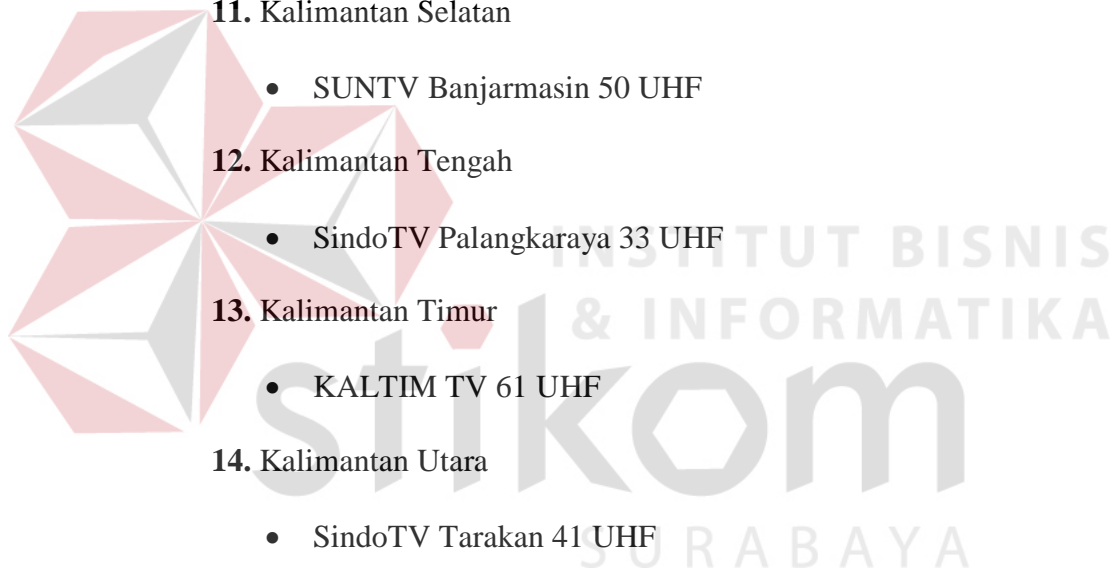 11. Kalimantan Selatan
• SUNTV Banjarmasin 50 UHF
12. Kalimantan Tengah
• SindoTV Palangkaraya 33 UHF
INSTITUT BISNIS
13. Kalimantan Timur
& INFORMATIKA
stikom
• KALTIM TV 61 UHF
14. Kalimantan Utara
• SindoTV Tarakan 41 UHF
SURABAYA